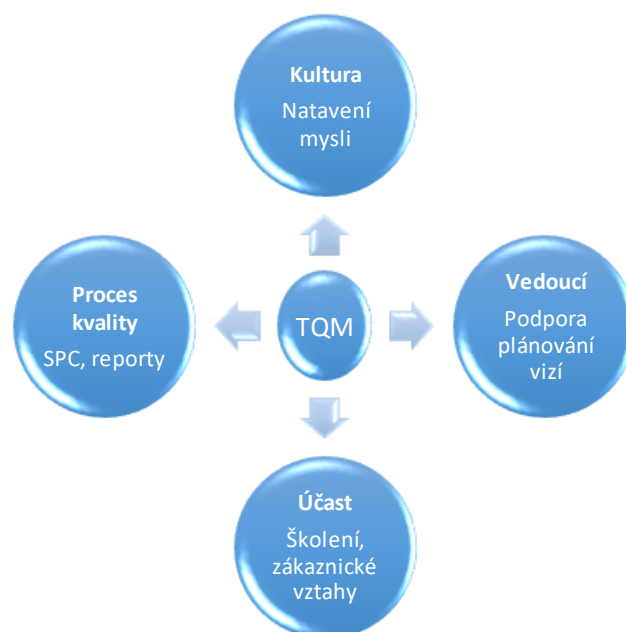 Kultura
Natavení
mysli
Proces
kvality
SPC, reporty
TQM
Vedoucí
Podpora
plánování
vizí
Účast
Školení,
zákaznické
vztahy